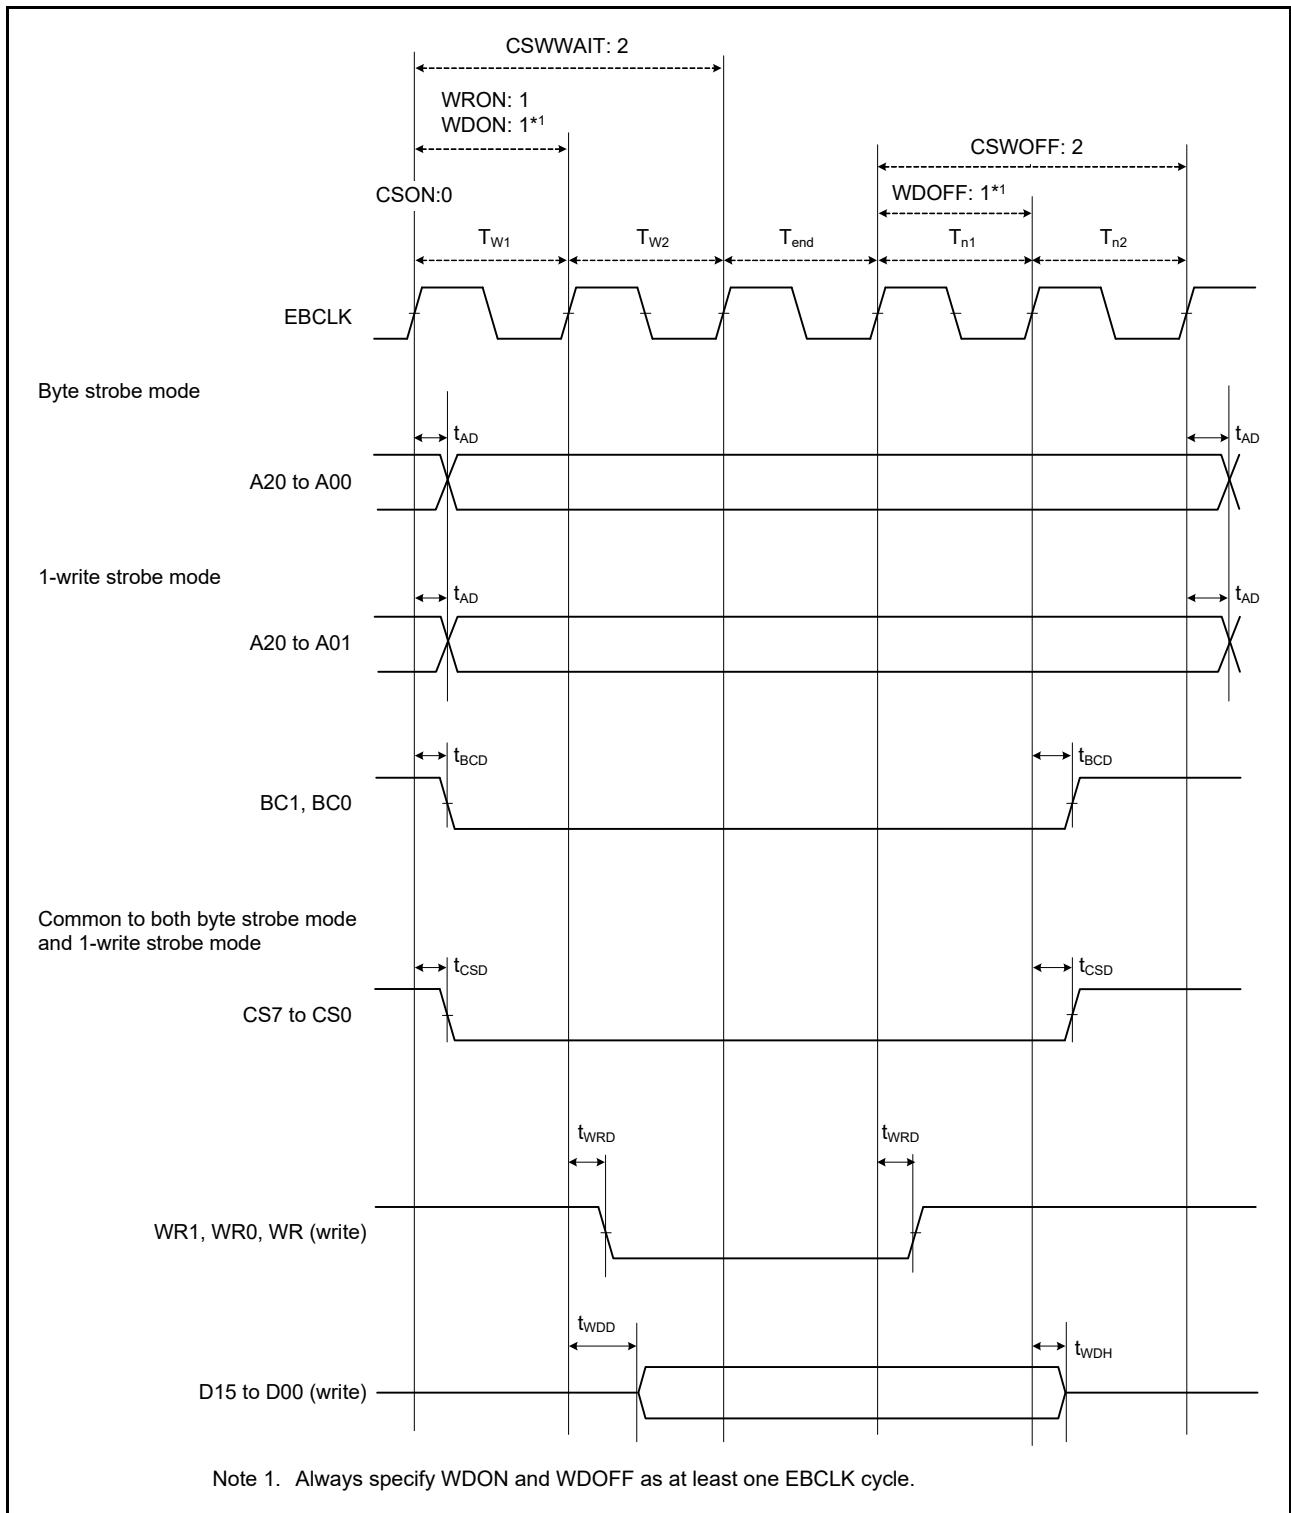 CSWWAIT: 2
WRON: 1
WDON: 1*1
CSWOFF: 2
WDOFF: 1*1
CSON:0
TW1 TW2 Tend Tn1 Tn2
EBCLK
Byte strobe mode
tAD tAD
A20 to A00
1-write strobe mode
tAD tAD
A20 to A01
tBCD tBCD
BC1, BC0
Common to both byte strobe mode
and 1-write strobe mode
tCSD tCSD
CS7 to CS0
tWRD tWRD
WR1, WR0, WR (write)
tWDD
tWDH
D15 to D00 (write)
Note 1. Always specify WDON and WDOFF as at least one EBCLK cycle.